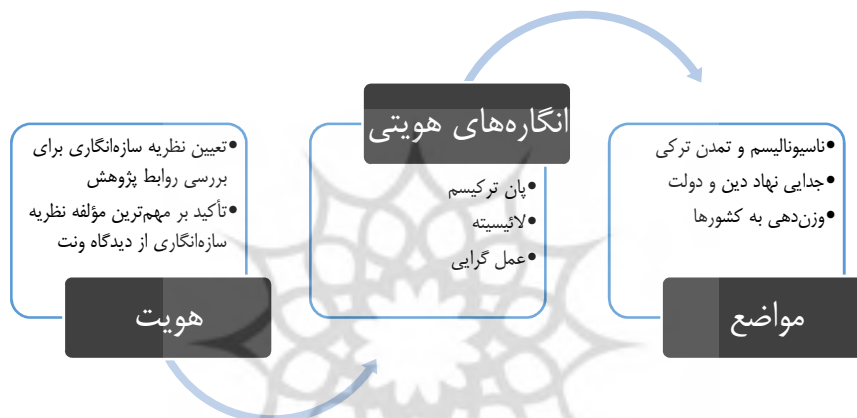 •تعیین نظریه سازه‌انگاری برای
بررسی روابط پژوهش
•تأکید بر مهم‌ترین مؤلفه نظریه
سازه‌انگاری از دیدگاه ونت
هویت
انگاره‌های هویتی
•پان ترکیسم
•لائیسیته
•عمل گرایی
•ناسیونالیسم و تمدن ترکی
•جدایی نهاد دین و دولت
•وزن‌دهی به کشورها
مواضع